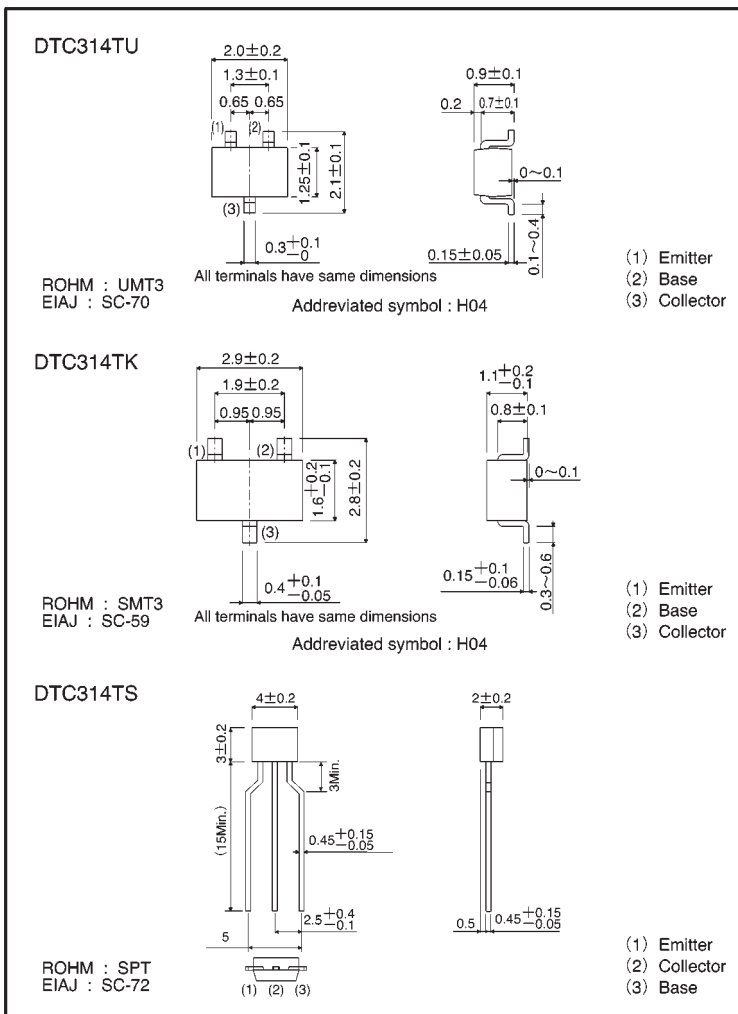 DTC314TU
2.0±0.2
1.3±0.1
0.65 0.65
(1) (2)
(3)
1.25±0.1
2.1±0.1
0.3+0.1 −0
All terminals have same dimensions
0.9±0.1
0.2 0.7±0.1
0~0.1
0.15±0.05
0.1~0.4
ROHM : UMT3
EIAJ : SC-70
Addreviated symbol : H04
(1) Emitter
(2) Base
(3) Collector
DTC314TK
2.9±0.2
1.9±0.2
0.95 0.95
(1) (2)
(3)
1.6+0.2 −0.1
2.8±0.2
0.4+0.1 −0.05
All terminals have same dimensions
1.1+0.2 −0.1
0.8±0.1
0~0.1
0.15+0.1 −0.06
0.3~0.6
ROHM : SMT3
EIAJ : SC-59
Addreviated symbol : H04
(1) Emitter
(2) Base
(3) Collector
DTC314TS
4±0.2
3±0.2
3Min.
(15Min.)
0.45+0.15 −0.05
2.5+0.4 −0.1
5
(1) (2) (3)
2±0.2
0.5 0.45+0.15 −0.05
ROHM : SPT
EIAJ : SC-72
(1) Emitter
(2) Collector
(3) Base